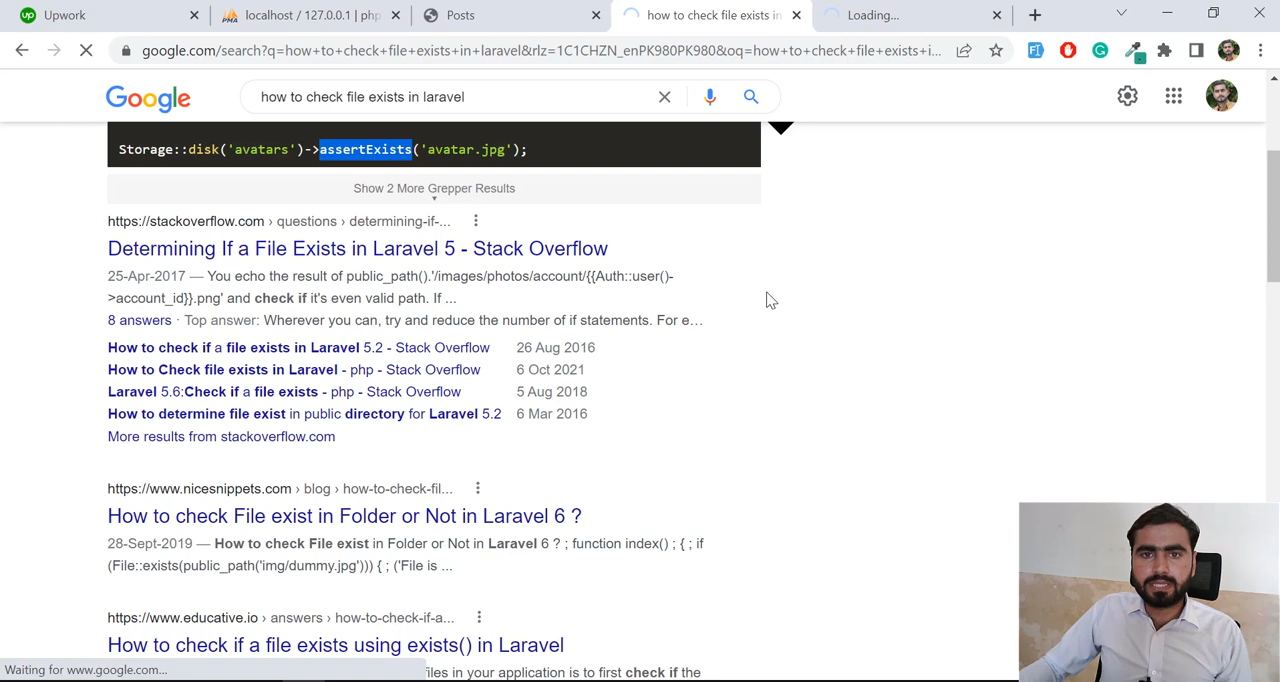 up Upwork
PMA localhost / 127.0.0.1 | php
Posts
how to check file exists in
Loading...
google.com/search?q=how+to+check+file+exists+in+laravel&rlz=1C1CHZN_enPK980PK980&oq=how+to+check+file+exists+i...
Google
how to check file exists in laravel
Storage::disk('avatars')->assertExists('avatar.jpg');
Show 2 More Grepper Results
https://stackoverflow.com › questions › determining-if-...
Determining If a File Exists in Laravel 5 - Stack Overflow
25-Apr-2017 — You echo the result of public_path().'/images/photos/account/{{Auth::user()-
>account_id}}.png' and check if it's even valid path. If ...
8 answers · Top answer: Wherever you can, try and reduce the number of if statements. For e…
How to check if a file exists in Laravel 5.2 - Stack Overflow 26 Aug 2016
How to Check file exists in Laravel - php - Stack Overflow 6 Oct 2021
Laravel 5.6:Check if a file exists - php - Stack Overflow 5 Aug 2018
How to determine file exist in public directory for Laravel 5.2 6 Mar 2016
More results from stackoverflow.com
https://www.nicesnippets.com › blog › how-to-check-fil...
How to check File exist in Folder or Not in Laravel 6 ?
28-Sept-2019 — How to check File exist in Folder or Not in Laravel 6 ? ; function index() ; { ; if
(File::exists(public_path('img/dummy.jpg'))) { ; ('File is ...
https://www.educative.io › answers › how-to-check-if-a...
How to check if a file exists using exists() in Laravel
Waiting for www.google.com...
files in your application is to first check if the